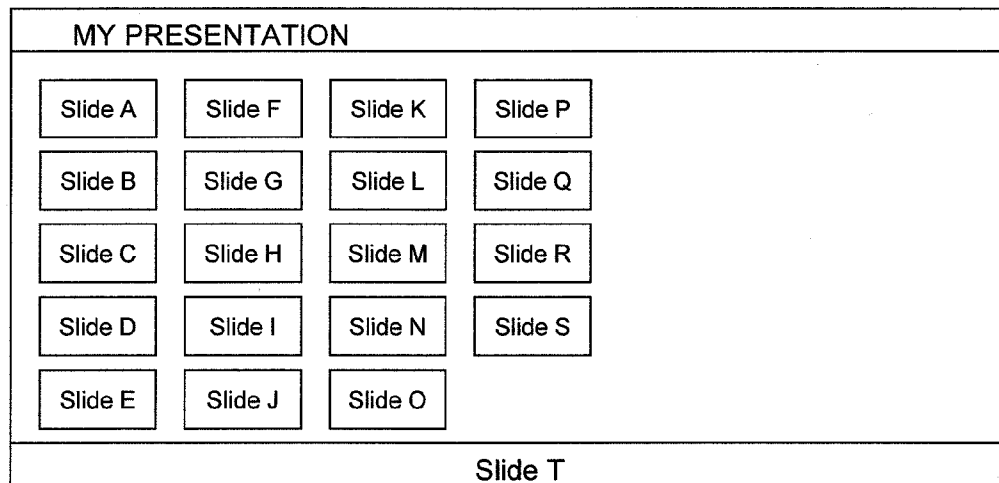 MY PRESENTATION
Slide A Slide F Slide K Slide P
Slide B Slide G Slide L Slide Q
Slide C Slide H Slide M Slide R
Slide D Slide I Slide N Slide S
Slide E Slide J Slide O
Slide T